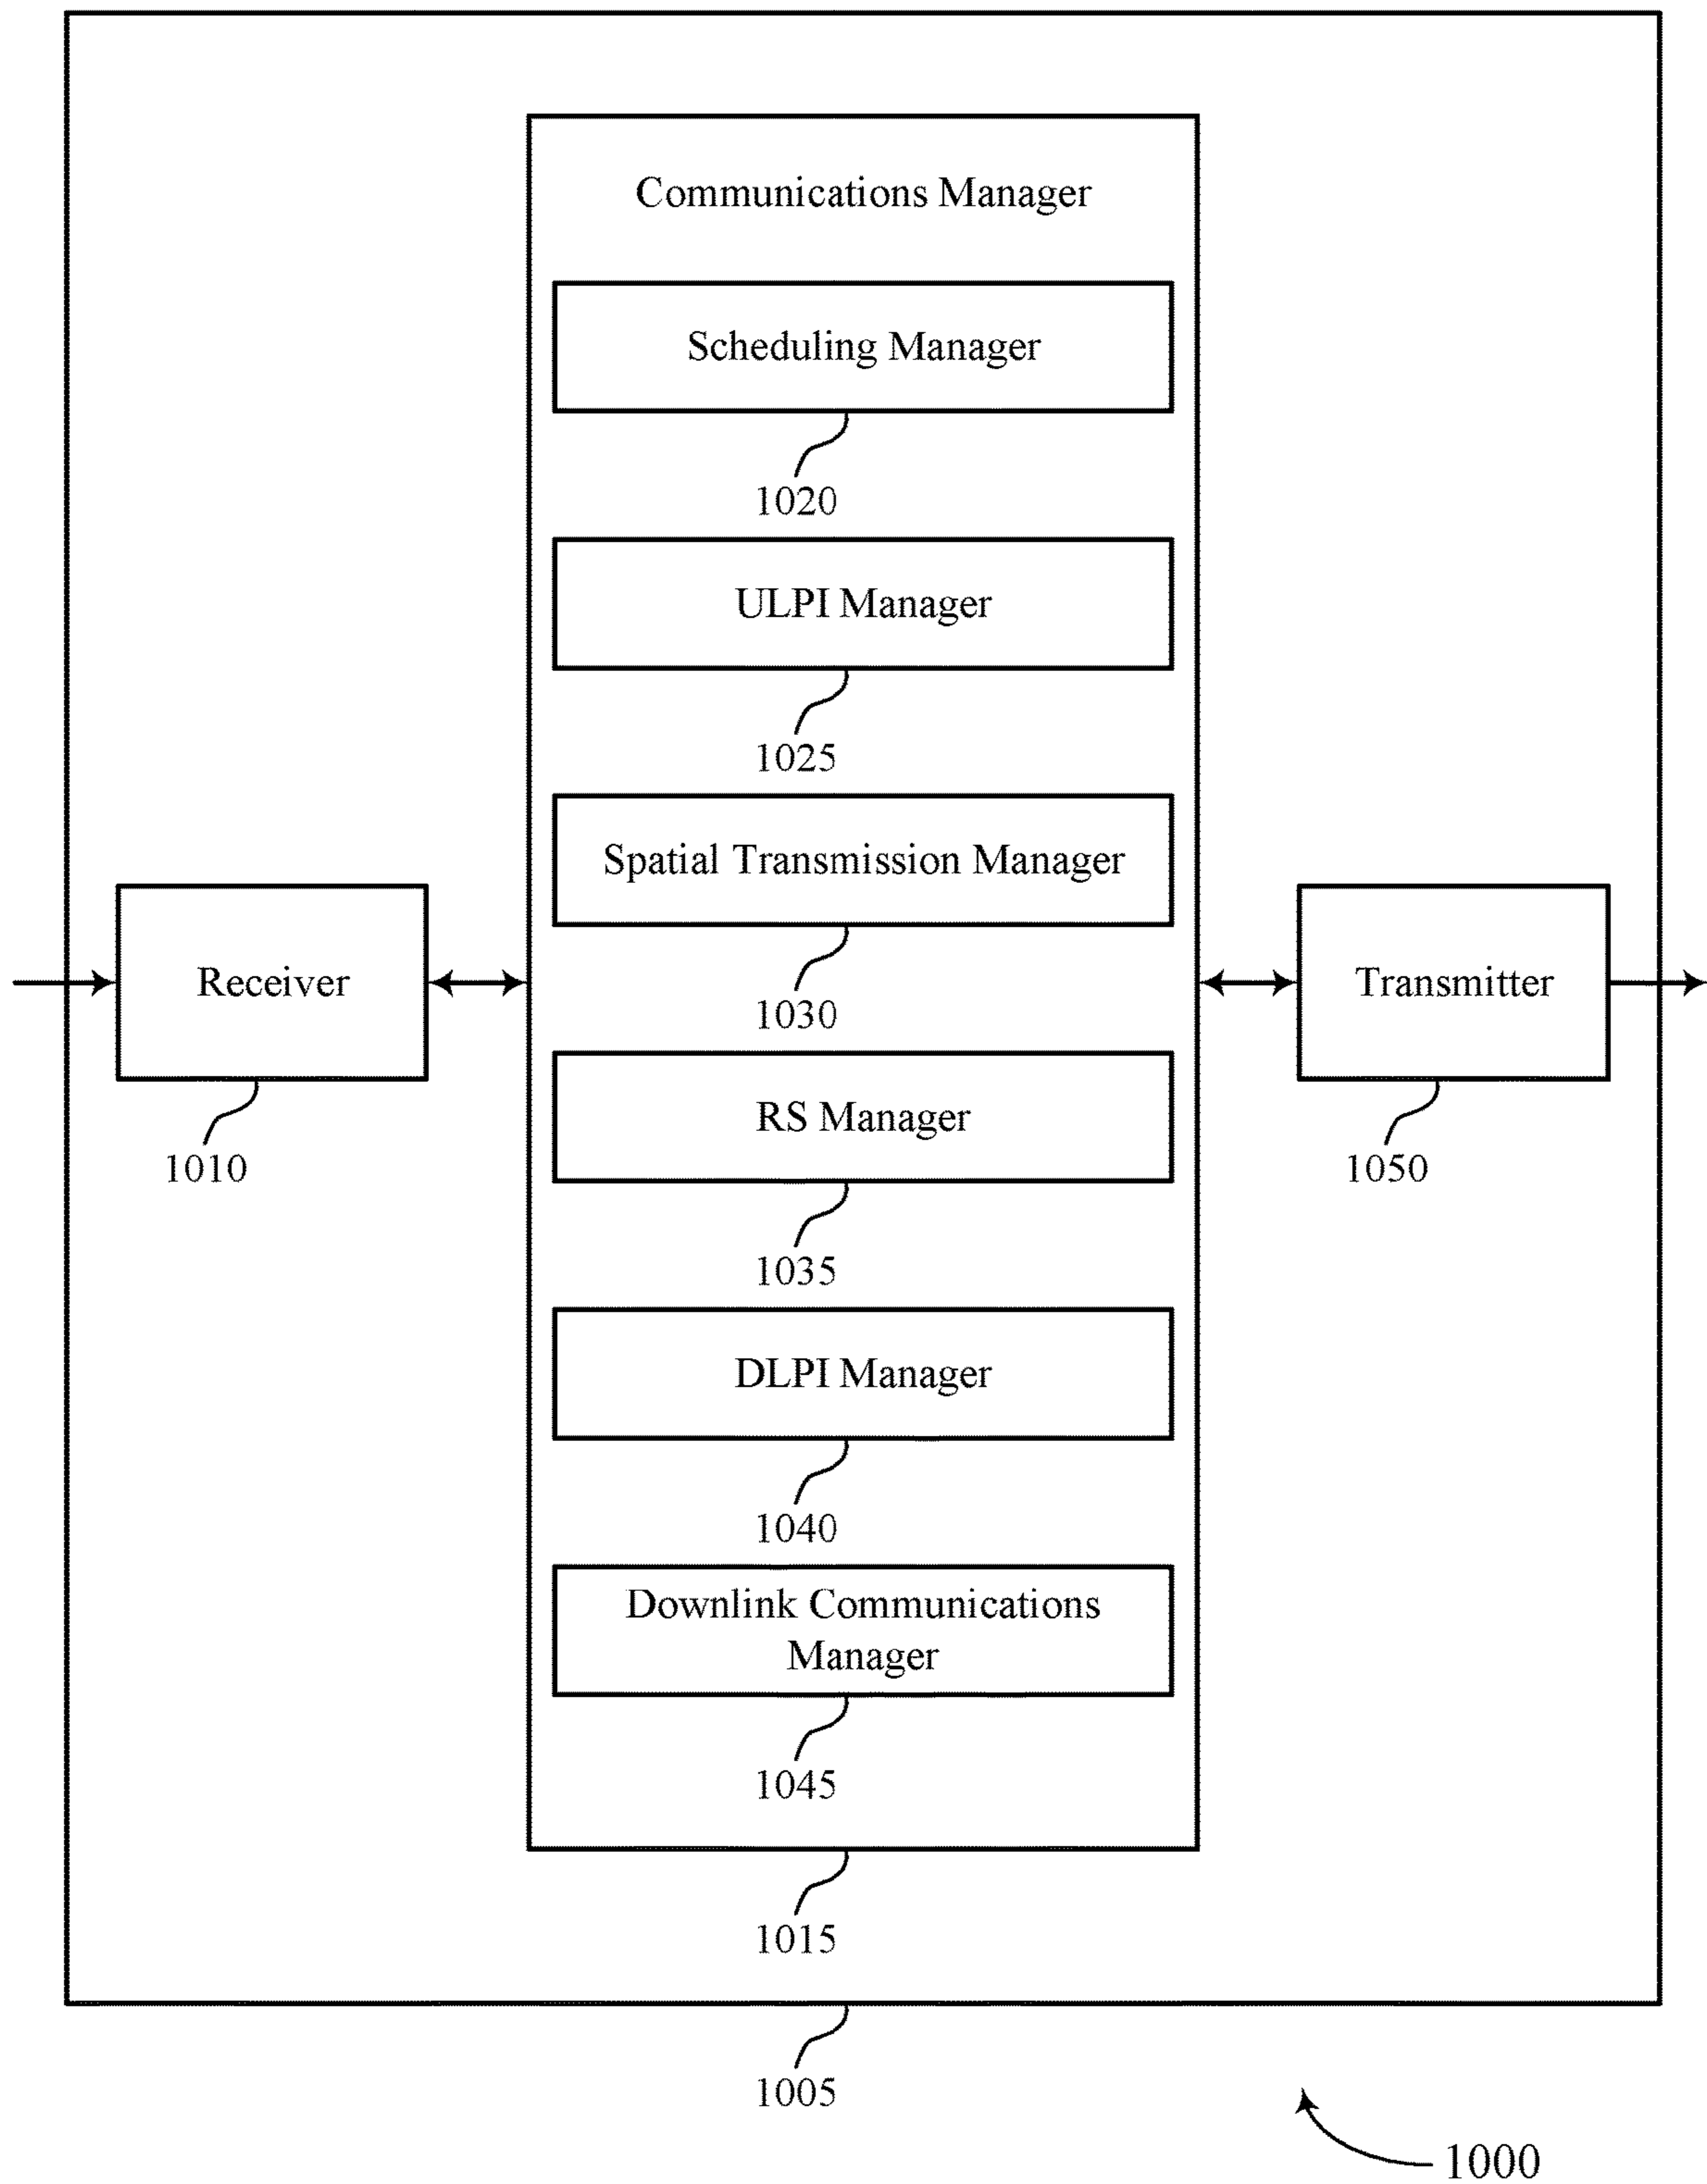 Communications Manager
Scheduling Manager
1020
ULPI Manager
1025
Spatial Transmission Manager
1030
Receiver
1010
Transmitter
1050
RS Manager
1035
DLPI Manager
1040
Downlink Communications
Manager
1045
1015
1005
1000